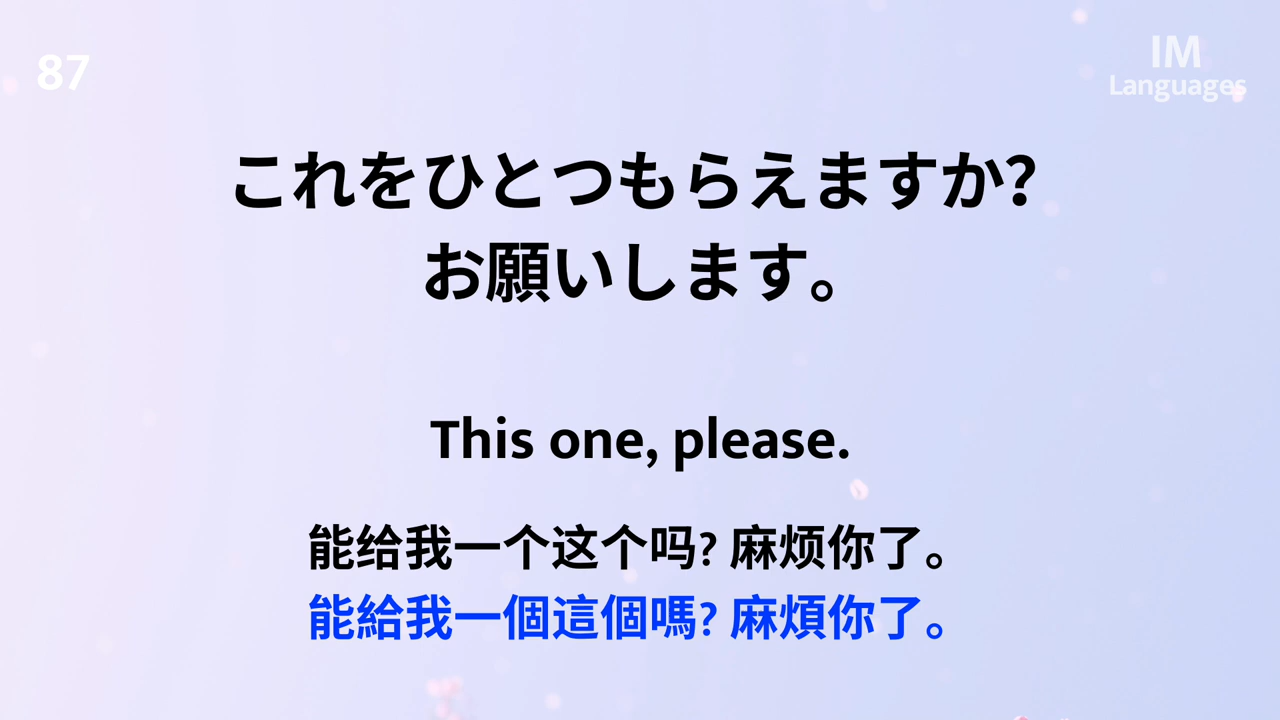 87
IM
Languages
これをひとつもらえますか?
お願いします。
This one, please.
能给我一个这个吗? 麻烦你了。
能給我一個這個嗎? 麻煩你了。